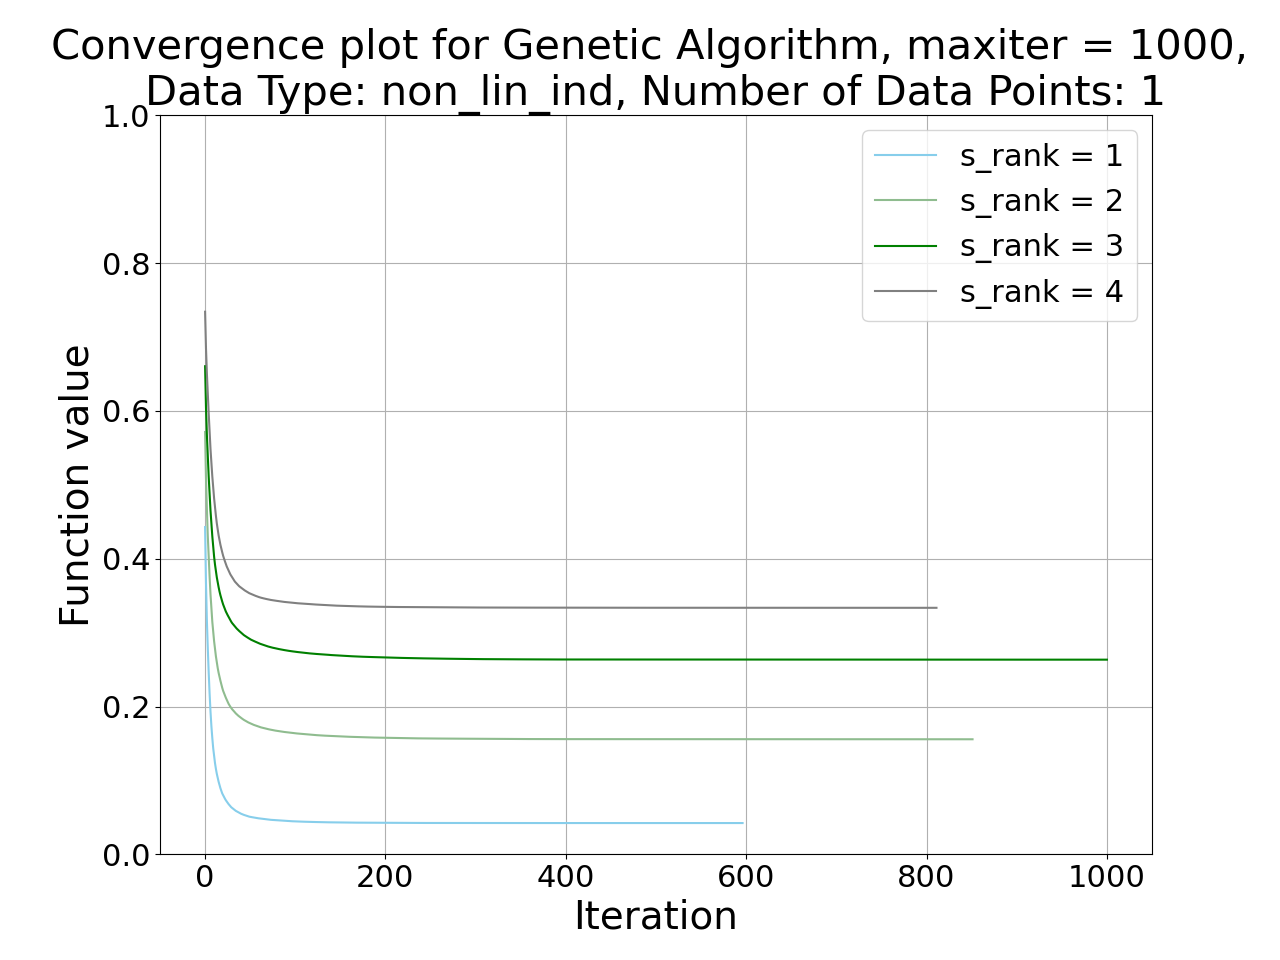 Convergence plot for Genetic Algorithm, maxiter = 1000,
Data Type: non_lin_ind, Number of Data Points: 1
1.0
0.8
0.6
0.4
0.2
0.0
Function value
s_rank = 1
s_rank = 2
s_rank = 3
s_rank = 4
0 200 400 600 800 1000
Iteration